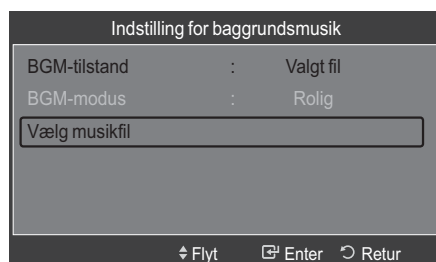 Indstilling for baggrundsmusik
BGM-tilstand : Valgt fil
BGM-modus : Rolig
Vælg musikfil
Flyt Enter Retur